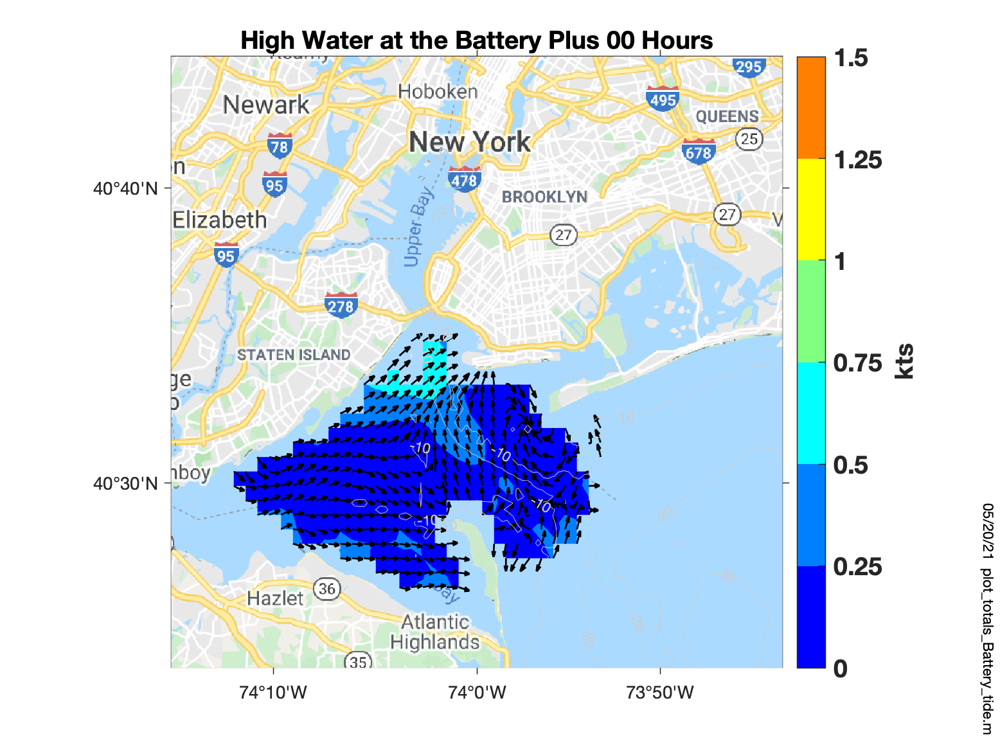 High Water at the Battery Plus 00 Hours
295
Hoboken
495
Newark
QUEENS
25
New York
78
678
478
95
40°40'N
BROOKLYN
27
Elizabeth
27
95
Upper Bay
-10
278
STATEN ISLAND
-10
-10
-10
40°30'N
-10
-10
-20
-30
36
Hazlet
Bay
-20
-20
Atlantic
Highlands
35
74°10'W
74°0'W
73°50'W
1.5
1.25
1
0.75
0.5
0.25
0
kts
05/20/21 plot_totals_Battery_tide.m